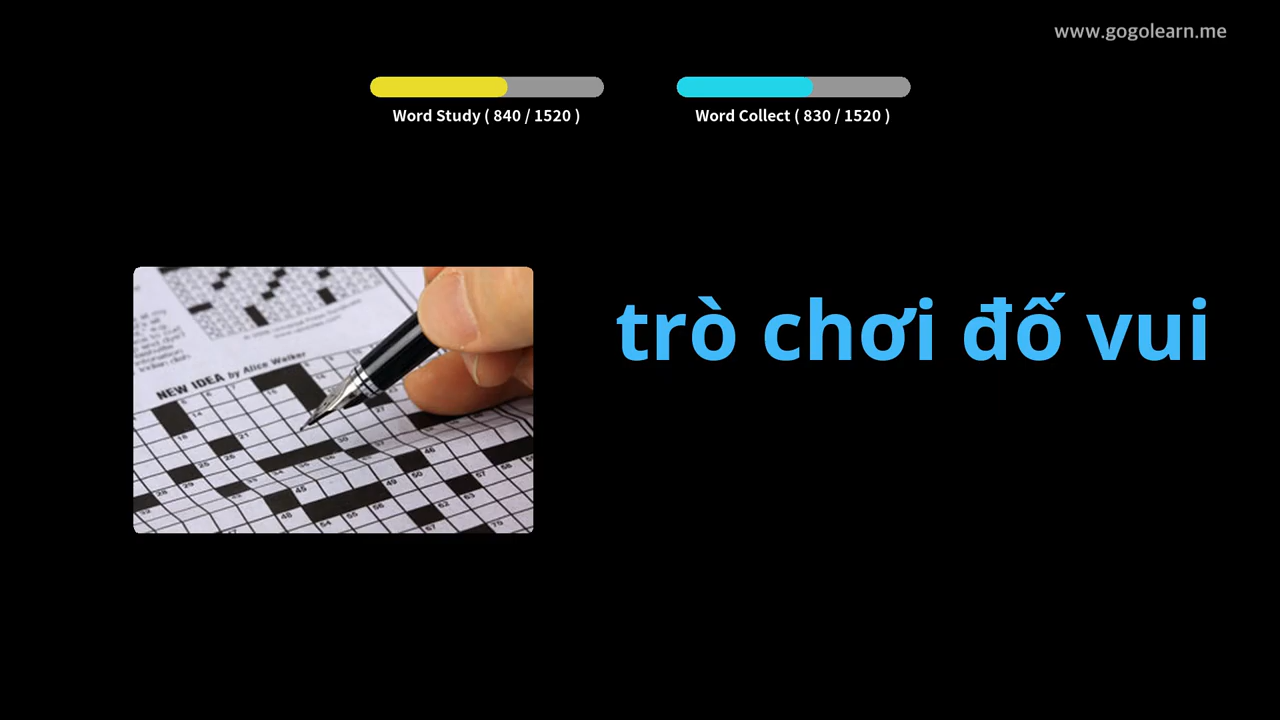 www.gogolearn.me
Word Study ( 840 / 1520 )
Word Collect ( 830 / 1520 )
trò chơi đố vui
NEW IDEA by Alice Walker